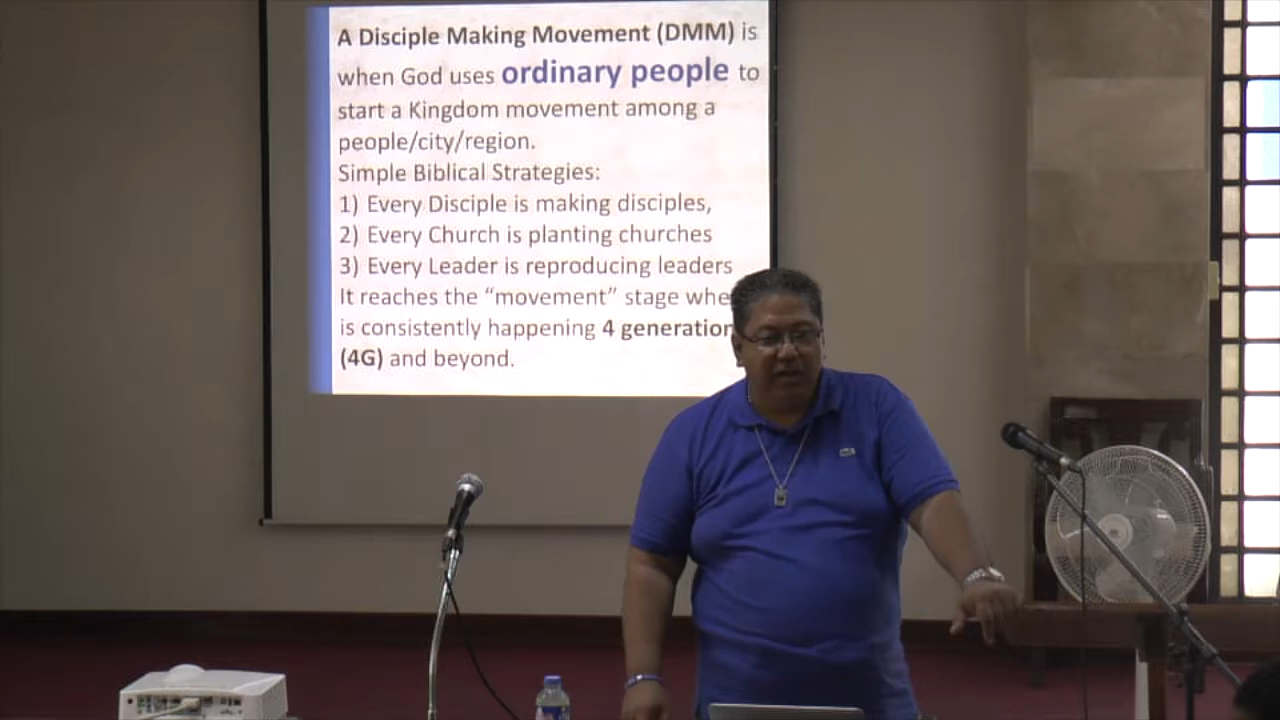 A Disciple Making Movement (DMM) is
when God uses ordinary people to
start a Kingdom movement among a
people/city/region.
Simple Biblical Strategies:
1) Every Disciple is making disciples,
2) Every Church is planting churches
3) Every Leader is reproducing leaders
It reaches the “movement” stage whe
is consistently happening 4 generation
(4G) and beyond.